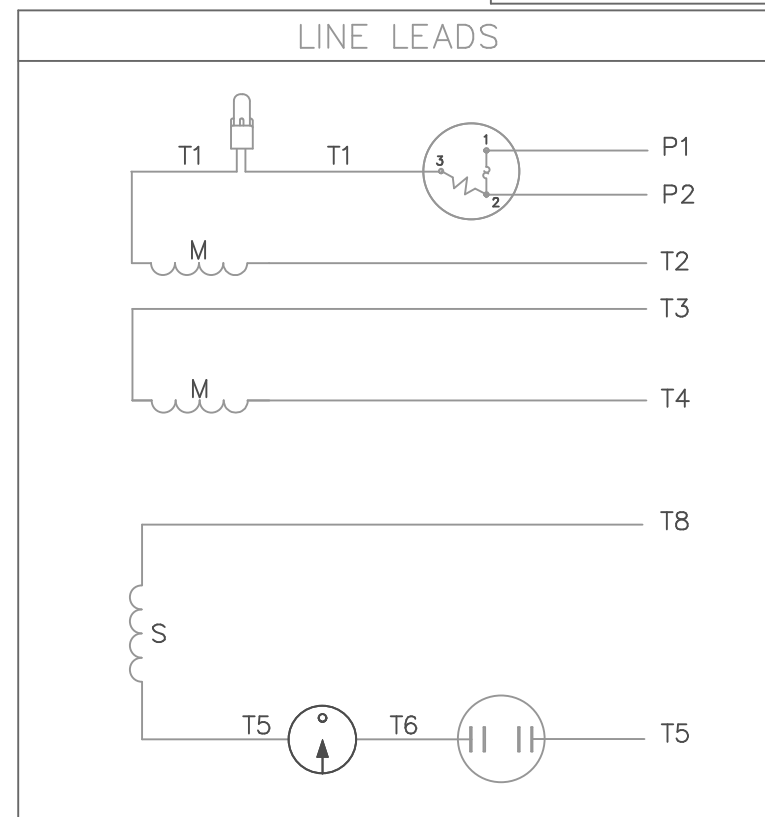 LINE LEADS
T1 T1 1 P1
3
2 P2
M T2
T3
M T4
T8
S
T5 T6 T5